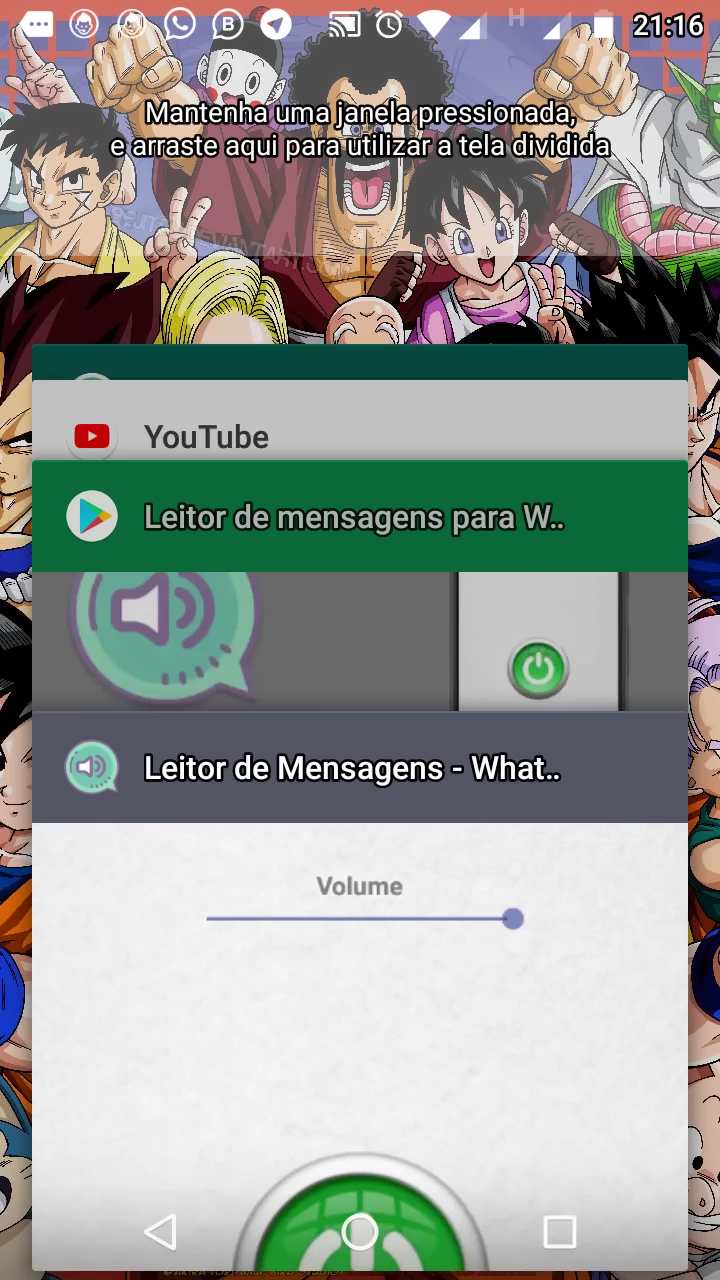 21:16
Mantenha uma janela pressionada,
e arraste aqui para utilizar a tela dividida
YouTube
Leitor de mensagens para W..
Leitor de Mensagens - What..
Volume